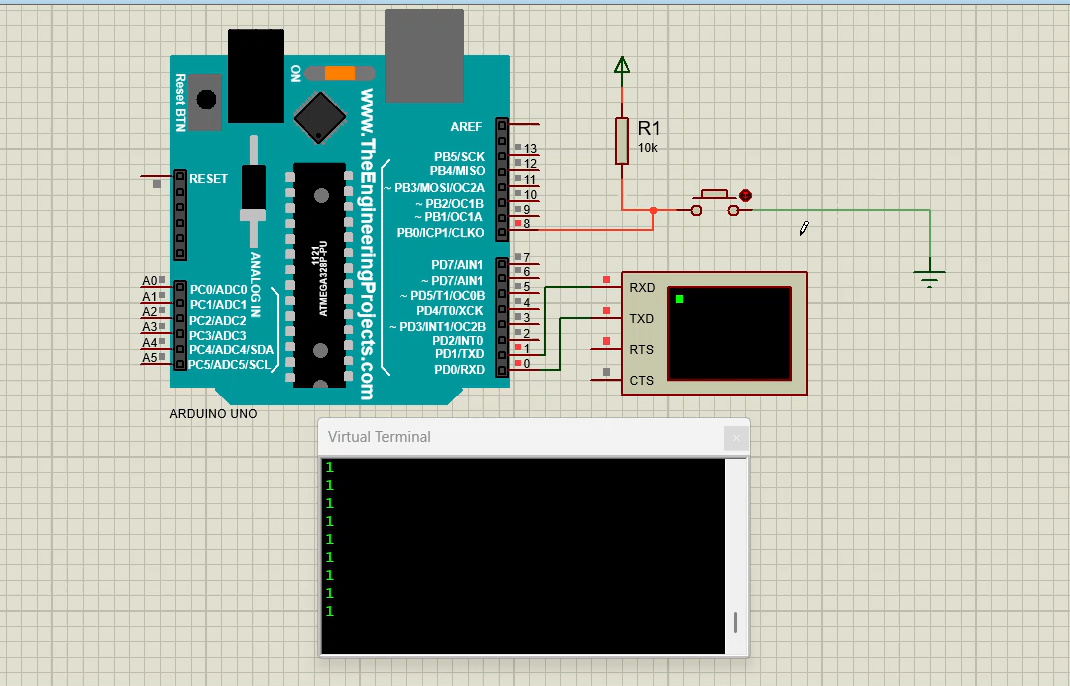 Reset BTN
ON
www.TheEngineeringProjects.com
RESET
ANALOG IN
1121
ATMEGA328P-PU
AREF
PB5/SCK 13
PB4/MISO 12
~ PB3/MOSI/OC2A 11
~ PB2/OC1B 10
~ PB1/OC1A 9
PB0/ICP1/CLKO 8
PD7/AIN1 7
~ PD7/AIN1 6
~ PD5/T1/OC0B 5
PD4/T0/XCK 4
~ PD3/INT1/OC2B 3
PD2/INT0 2
PD1/TXD 1
PD0/RXD 0
A0 PC0/ADC0
A1 PC1/ADC1
A2 PC2/ADC2
A3 PC3/ADC3
A4 PC4/ADC4/SDA
A5 PC5/ADC5/SCL
ARDUINO UNO
R1
10k
RXD
TXD
RTS
CTS
Virtual Terminal
1
1
1
1
1
1
1
1
1